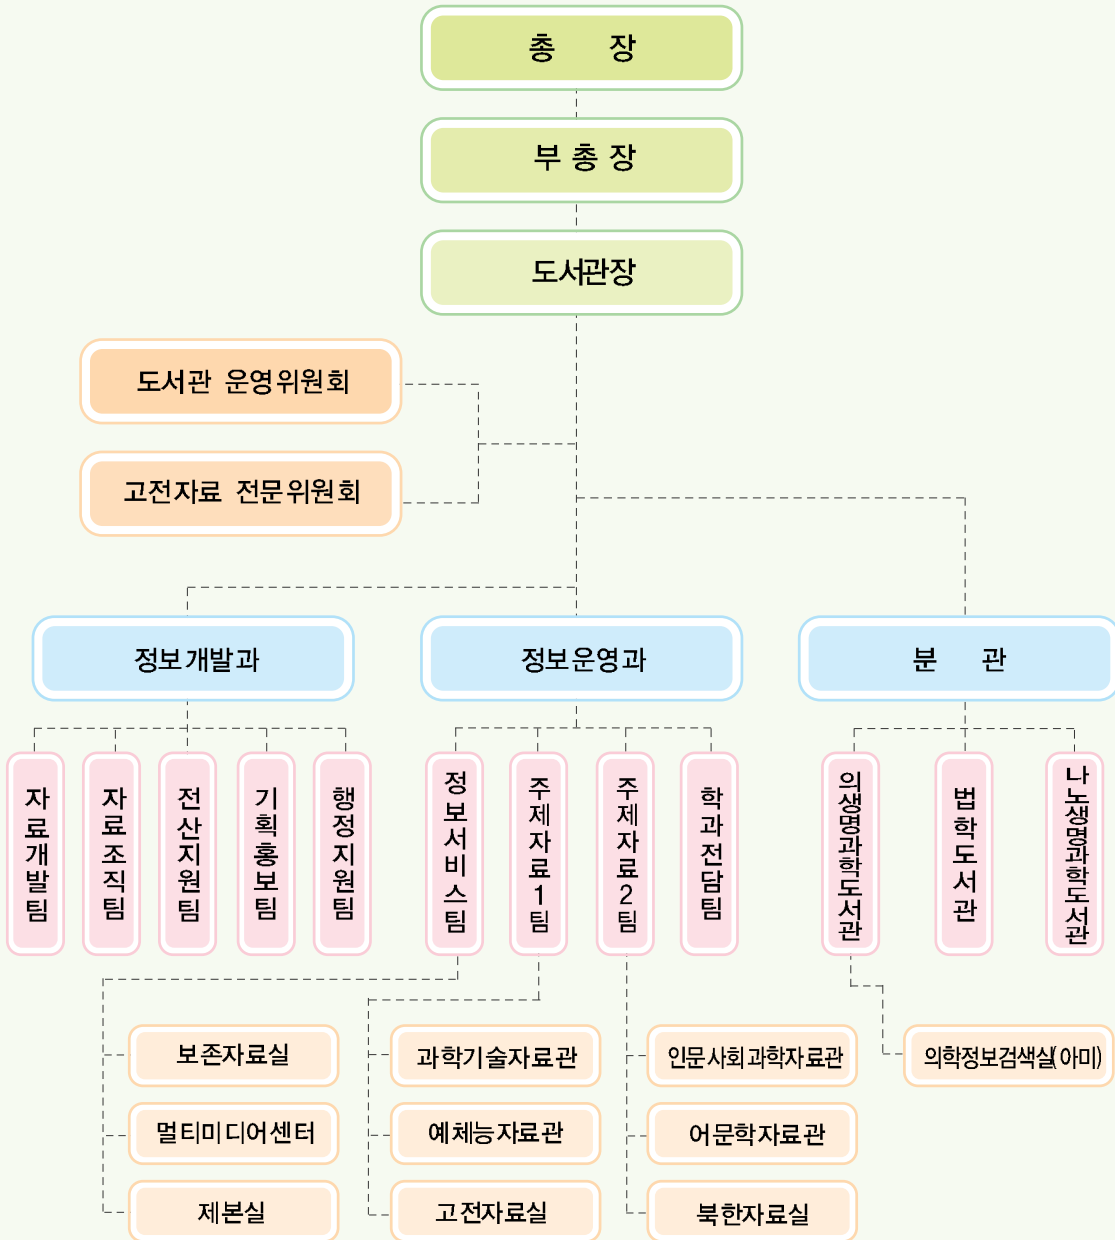 총 장
부 총 장
도서관장
도서관 운영위원회
고전자료 전문위원회
정보개발과
정보운영과
분 관
자료개발팀
자료조직팀
전산지원팀
기획홍보팀
행정지원팀
정보서비스팀
주제자료1팀
주제자료2팀
학과전담팀
의생명과학도서관
법학도서관
나노생명과학도서관
보존자료실
과학기술자료관
인문사회과학자료관
의학정보검색실(아미)
멀티미디어센터
예체능자료관
어문학자료관
제본실
고전자료실
북한자료실